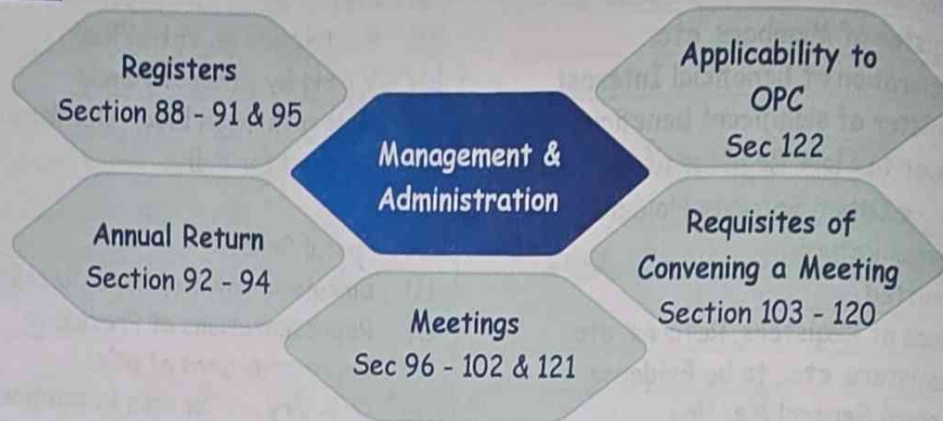 Registers
Section 88 - 91 & 95
Applicability to
OPC
Sec 122
Management &
Administration
Annual Return
Section 92 - 94
Requisites of
Convening a Meeting
Section 103 - 120
Meetings
Sec 96 - 102 & 121